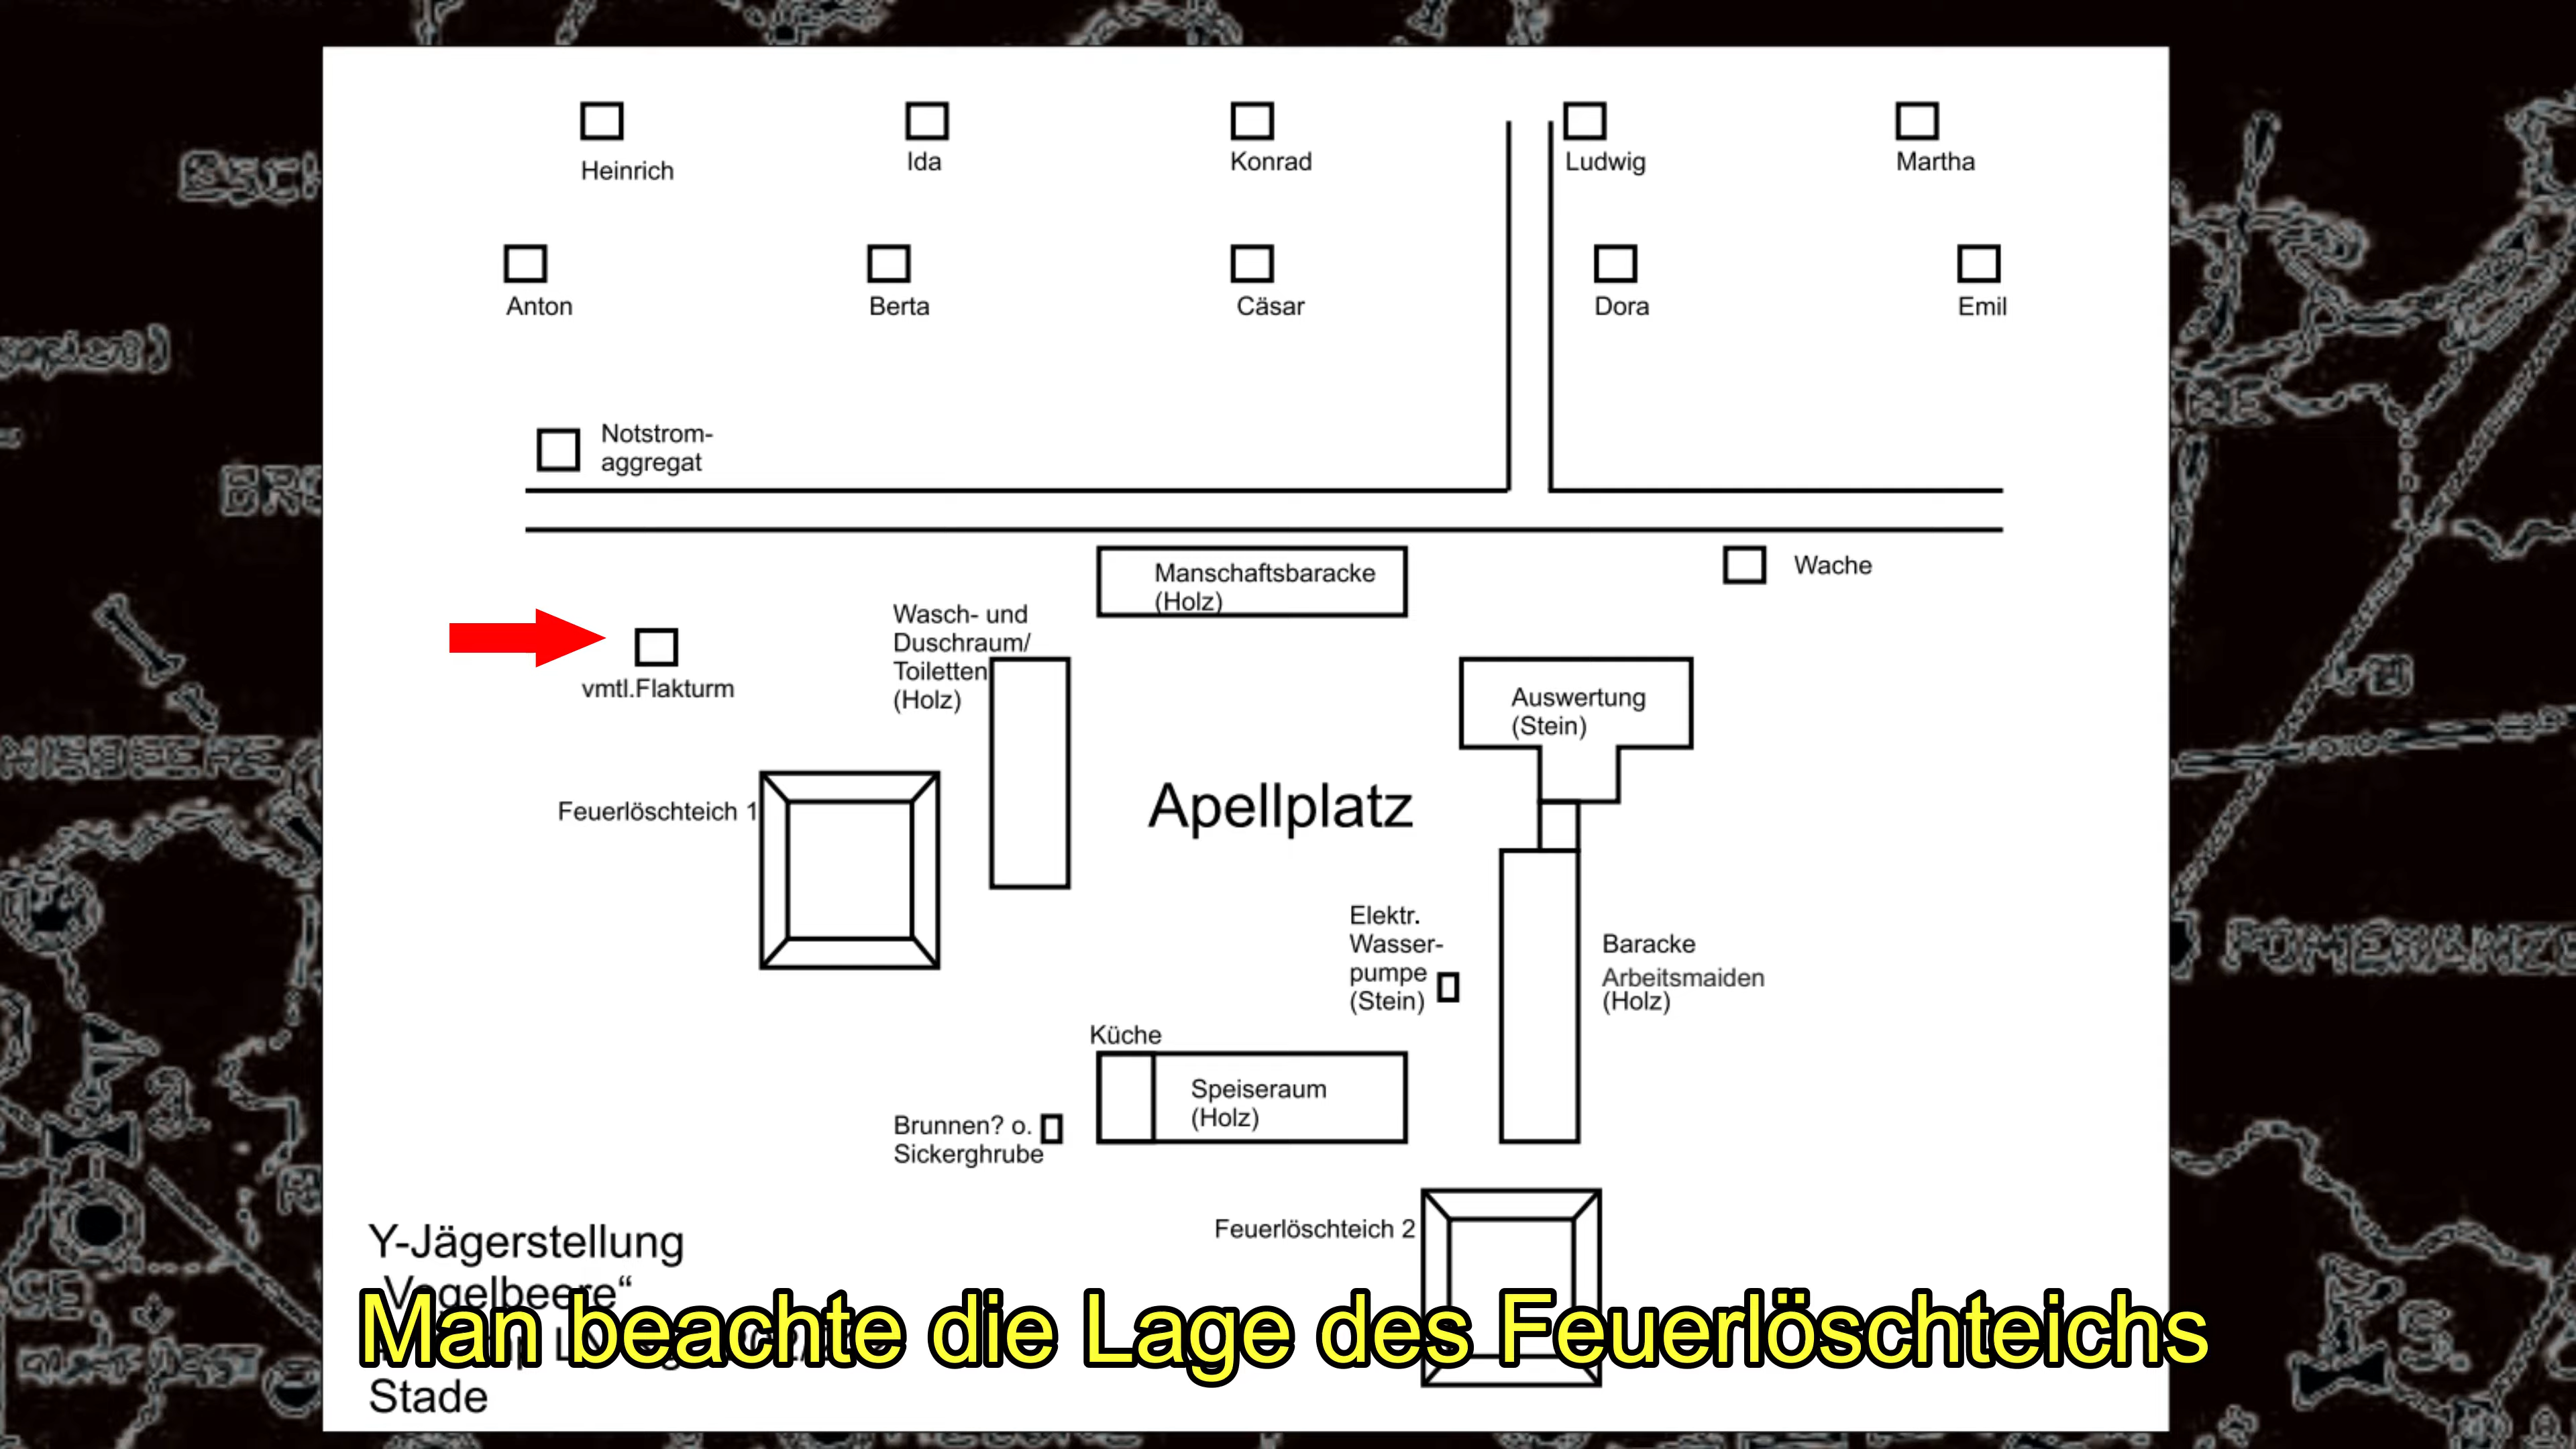 Heinrich
Ida
Konrad
Ludwig
Martha
Anton
Berta
Cäsar
Dora
Emil
Notstrom-
aggregat
Manschaftsbaracke
(Holz)
Wache
Wasch- und
Duschraum/
Toiletten
(Holz)
vmtl.Flakturm
Auswertung
(Stein)
Feuerlöschteich 1
Apellplatz
Elektr.
Wasser-
pumpe
(Stein)
Baracke
Arbeitsmaiden
(Holz)
Küche
Speiseraum
(Holz)
Brunnen? o.
Sickerghrube
Feuerlöschteich 2
Y-Jägerstellung
„Vogelbeere“
Stade
Man beachte die Lage des Feuerlöschteichs
POMERANZE